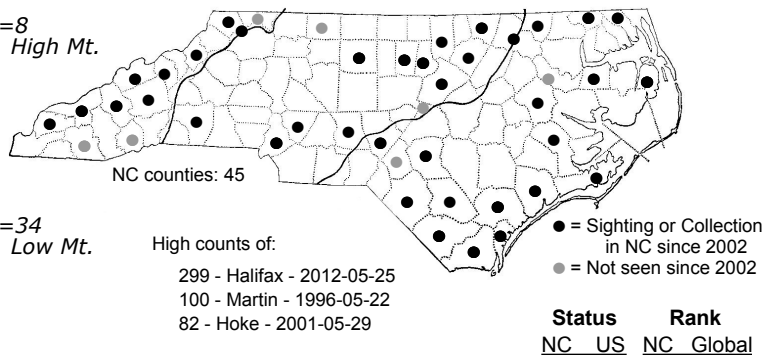 =8
High Mt.
NC counties: 45
=34
Low Mt.
High counts of:
299 - Halifax - 2012-05-25
100 - Martin - 1996-05-22
82 - Hoke - 2001-05-29
● = Sighting or Collection
in NC since 2002
● = Not seen since 2002
Status Rank
NC US NC Global